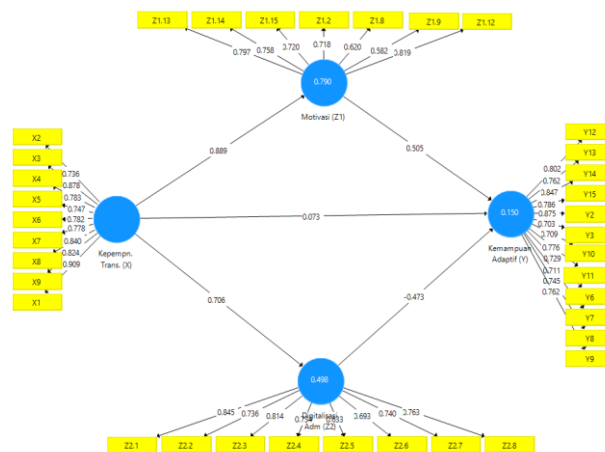 Z1.13
Z1.14
Z1.15
Z1.2
Z1.8
Z1.9
Z1.12
0.797
0.758
0.720
0.718
0.620
0.582
0.819
0.790
Motivasi (Z1)
X2
X3
X4
X5
X6
X7
X8
X9
X1
0.736
0.878
0.783
0.747
0.782
0.778
0.840
0.824
0.909
Kepempn.
Trans. (X)
0.889
0.505
0.073
0.706
-0.473
0.150
Kemampuan
Adaptif (Y)
0.802
0.762
0.847
0.786
0.875
0.703
0.709
0.776
0.729
0.711
0.745
0.762
Y12
Y13
Y14
Y15
Y2
Y3
Y10
Y11
Y6
Y7
Y8
Y9
0.498
Digitalisasi
Adm (Z2)
0.845
0.736
0.814
0.693
0.740
0.763
Z2.1
Z2.2
Z2.3
Z2.4
Z2.5
Z2.6
Z2.7
Z2.8